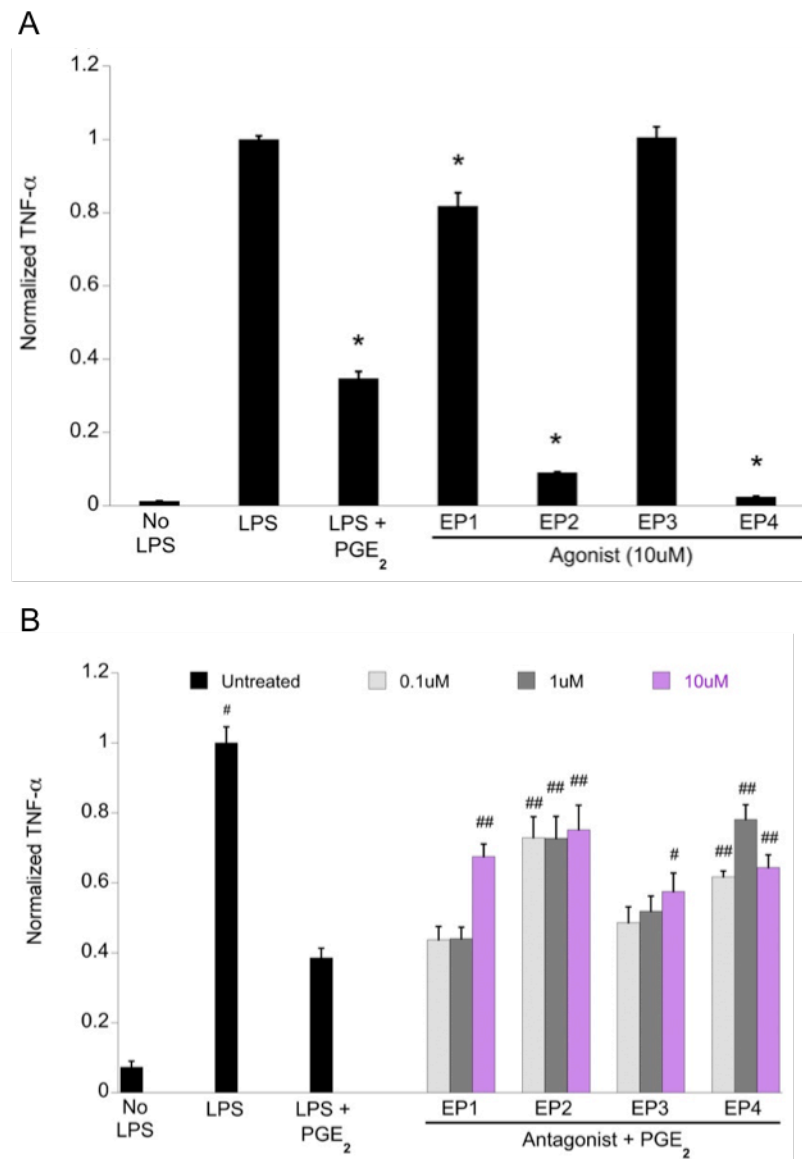 A
1.2
1
0.8
0.6
0.4
0.2
0
Normalized TNF-α
*
*
*
*
No LPS
LPS
LPS + PGE2
EP1
EP2
EP3
EP4
Agonist (10uM)
B
1.2
1
0.8
0.6
0.4
0.2
0
Normalized TNF-α
Untreated
0.1uM
1uM
10uM
#
##
##
##
##
#
##
##
##
No LPS
LPS
LPS + PGE2
EP1
EP2
EP3
EP4
Antagonist + PGE2